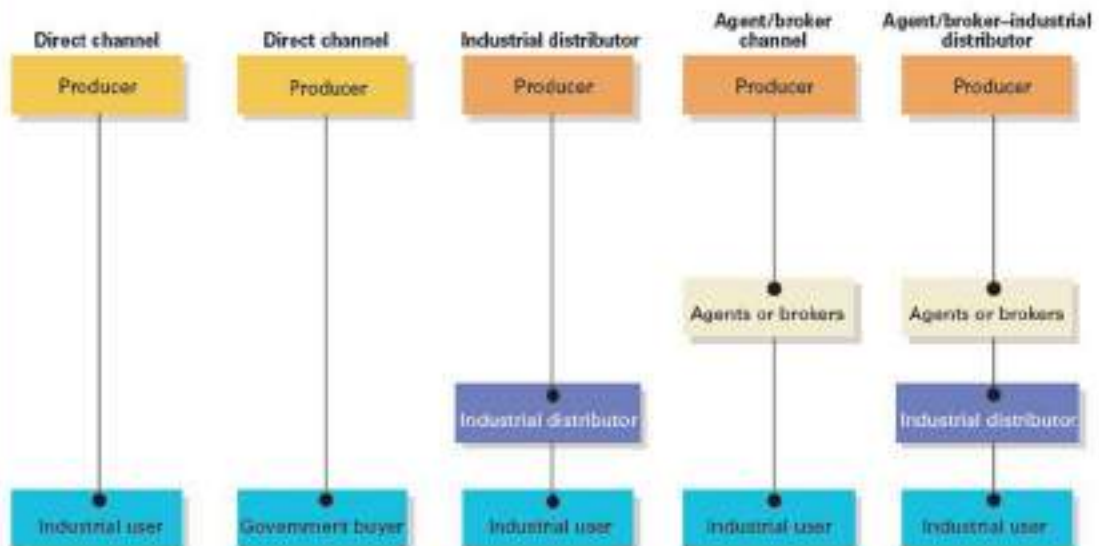 Direct channel
Direct channel
Industrial distributor
Agent/broker
channel
Agent/broker–industrial
distributor
Producer
Producer
Producer
Producer
Producer
Agents or brokers
Agents or brokers
Industrial distributor
Industrial distributor
Industrial user
Government buyer
Industrial user
Industrial user
Industrial user